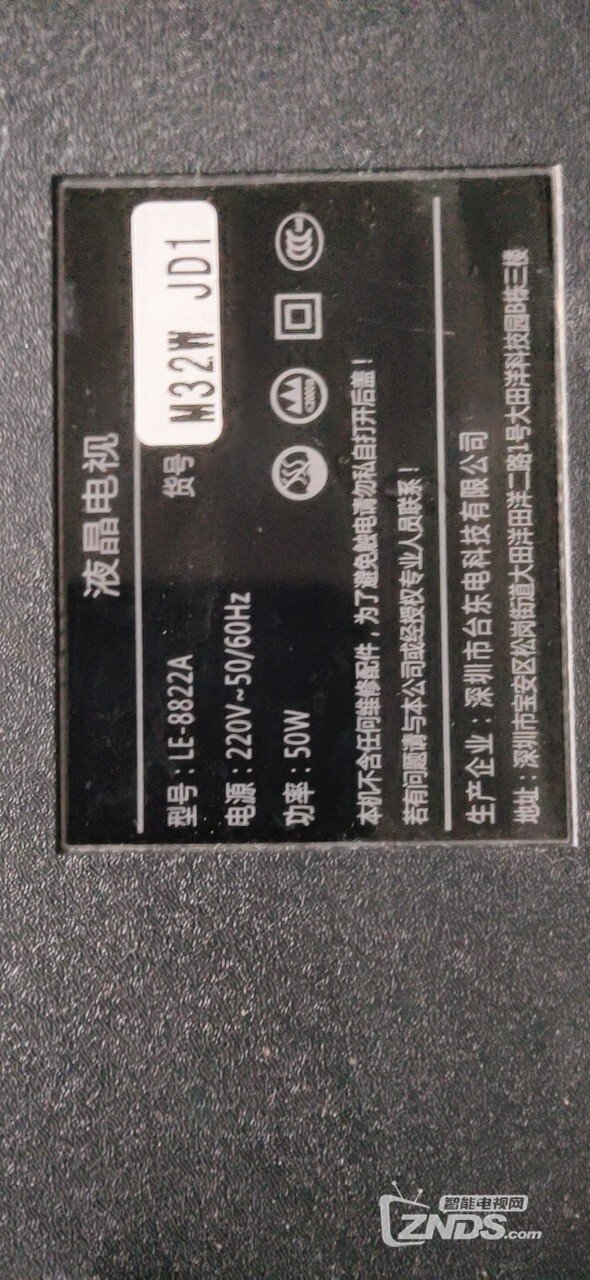 液晶电视
型号：LE-8822A
货号 M32W JD1
电源：220V~50/60Hz
功率：50W
本机不含任何维修配件，为了避免触电请勿私自打开后盖！
若有问题请与本公司或经授权专业人员联系！
生产企业：深圳市台东电科技有限公司
地址：深圳市宝安区松岗街道大田洋田洋二路1号大田洋科技园B栋三楼
智能电视网
ZNDS.com